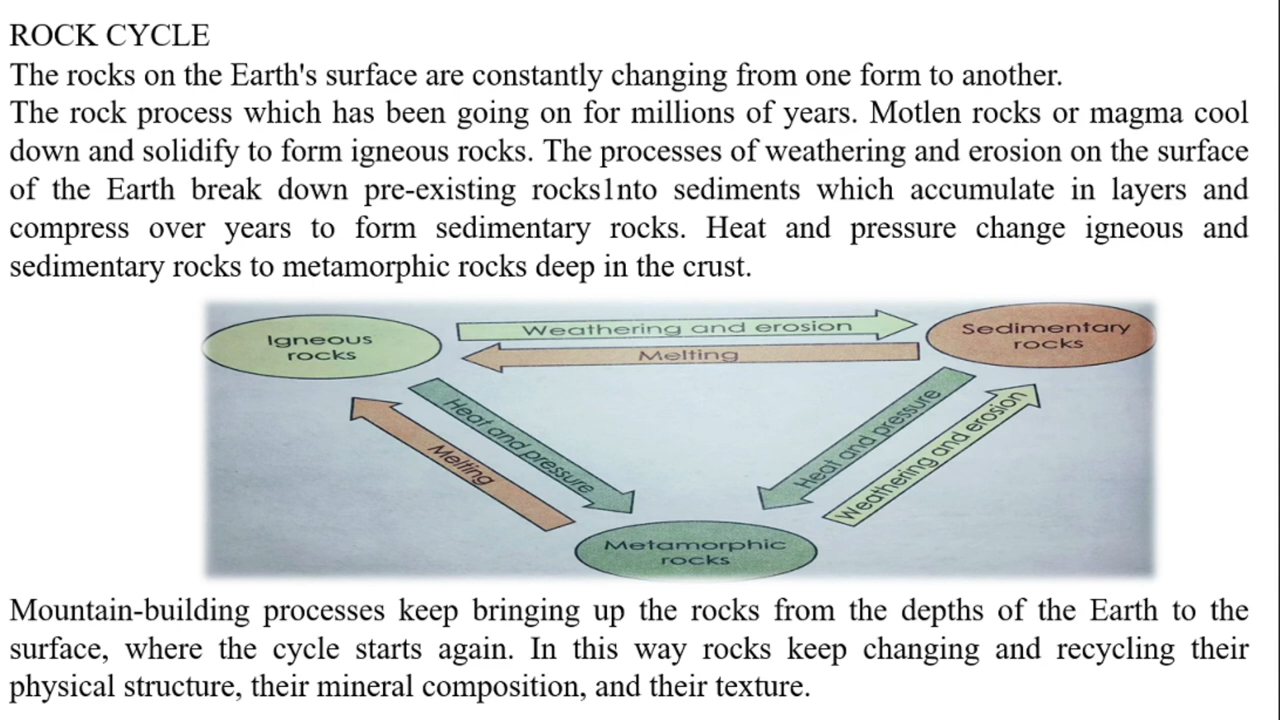 ROCK CYCLE
The rocks on the Earth's surface are constantly changing from one form to another.
The rock process which has been going on for millions of years. Motlen rocks or magma cool
down and solidify to form igneous rocks. The processes of weathering and erosion on the surface
of the Earth break down pre-existing rocks1nto sediments which accumulate in layers and
compress over years to form sedimentary rocks. Heat and pressure change igneous and
sedimentary rocks to metamorphic rocks deep in the crust.
Igneous
rocks
Weathering and erosion
Melting
Sedimentary
rocks
Heat and pressure
Melting
Heat and pressure
Weathering and erosion
Metamorphic
rocks
Mountain-building processes keep bringing up the rocks from the depths of the Earth to the
surface, where the cycle starts again. In this way rocks keep changing and recycling their
physical structure, their mineral composition, and their texture.